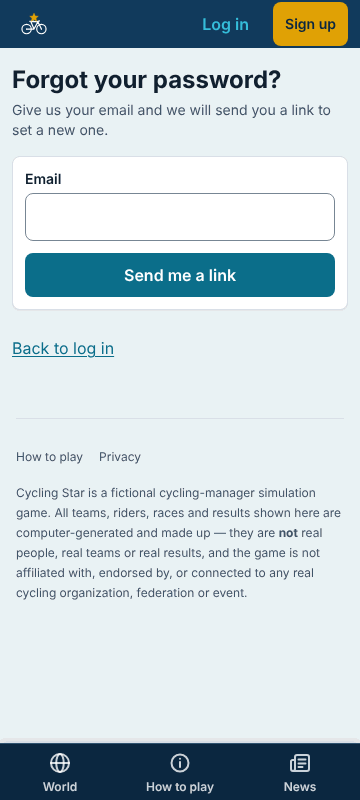 Log in
Sign up
Forgot your password?
Give us your email and we will send you a link to
set a new one.
Email
Send me a link
Back to log in
How to play
Privacy
Cycling Star is a fictional cycling-manager simulation
game. All teams, riders, races and results shown here are
computer-generated and made up — they are not real
people, real teams or real results, and the game is not
affiliated with, endorsed by, or connected to any real
cycling organization, federation or event.
World
How to play
News